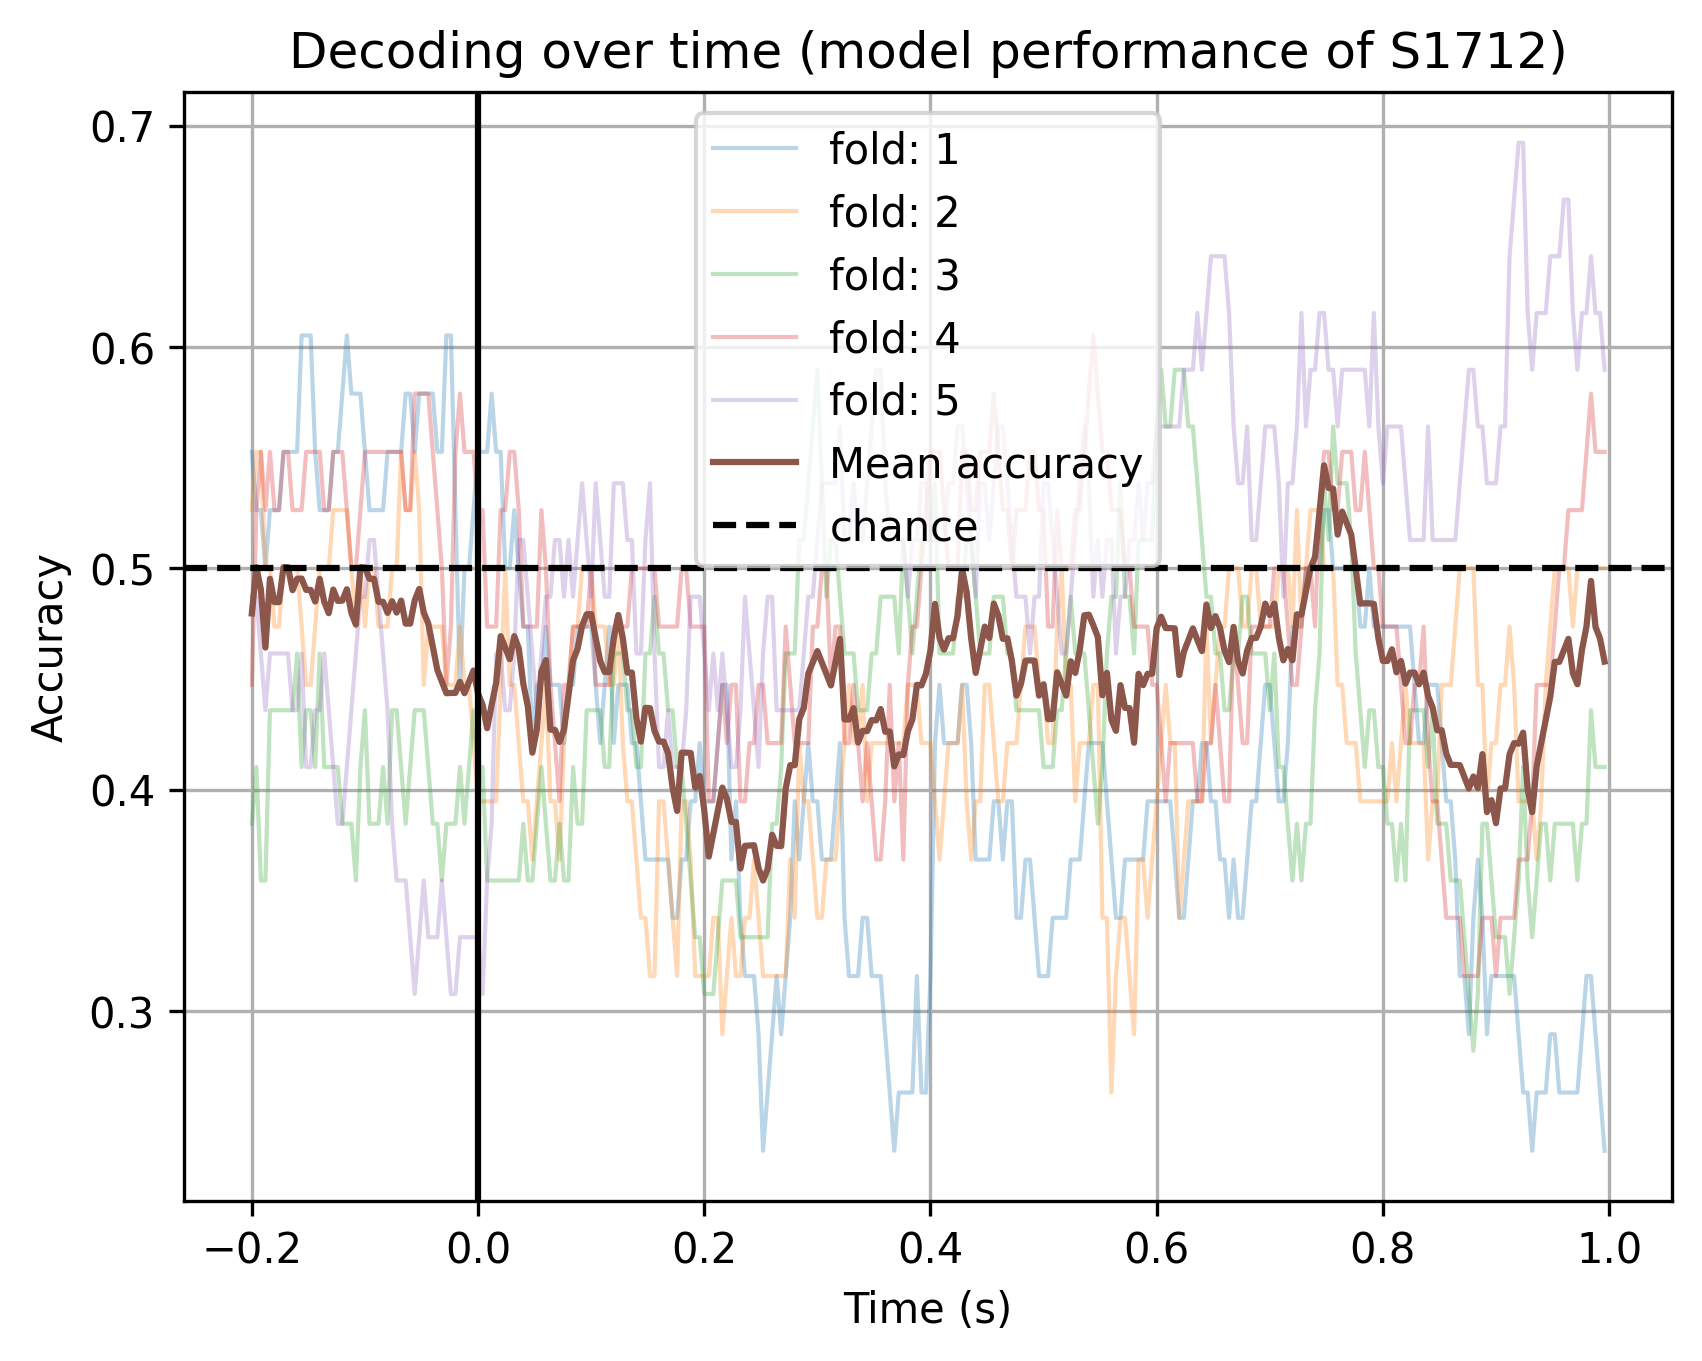 Decoding over time (model performance of S1712)
Accuracy
0.7
0.6
0.5
0.4
0.3
fold: 1
fold: 2
fold: 3
fold: 4
fold: 5
Mean accuracy
chance
−0.2 0.0 0.2 0.4 0.6 0.8 1.0
Time (s)